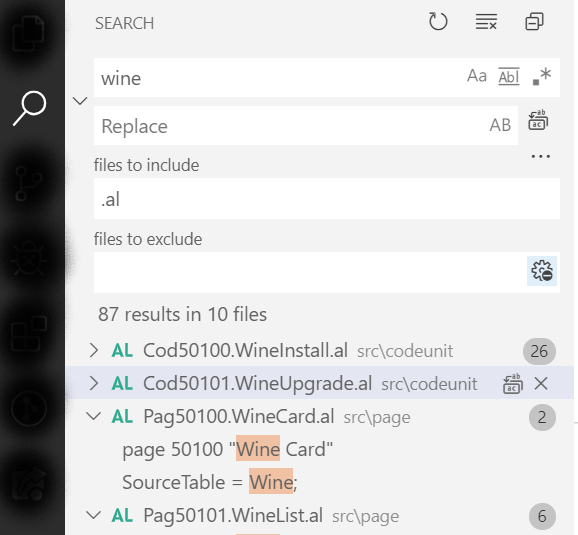 SEARCH
wine Aa Abl .*
Replace AB
files to include
...
.al
files to exclude
87 results in 10 files
AL Cod50100.WineInstall.al src\codeunit 26
AL Cod50101.WineUpgrade.al src\codeunit
AL Pag50100.WineCard.al src\page 2
page 50100 "Wine Card"
SourceTable = Wine;
AL Pag50101.WineList.al src\page 6